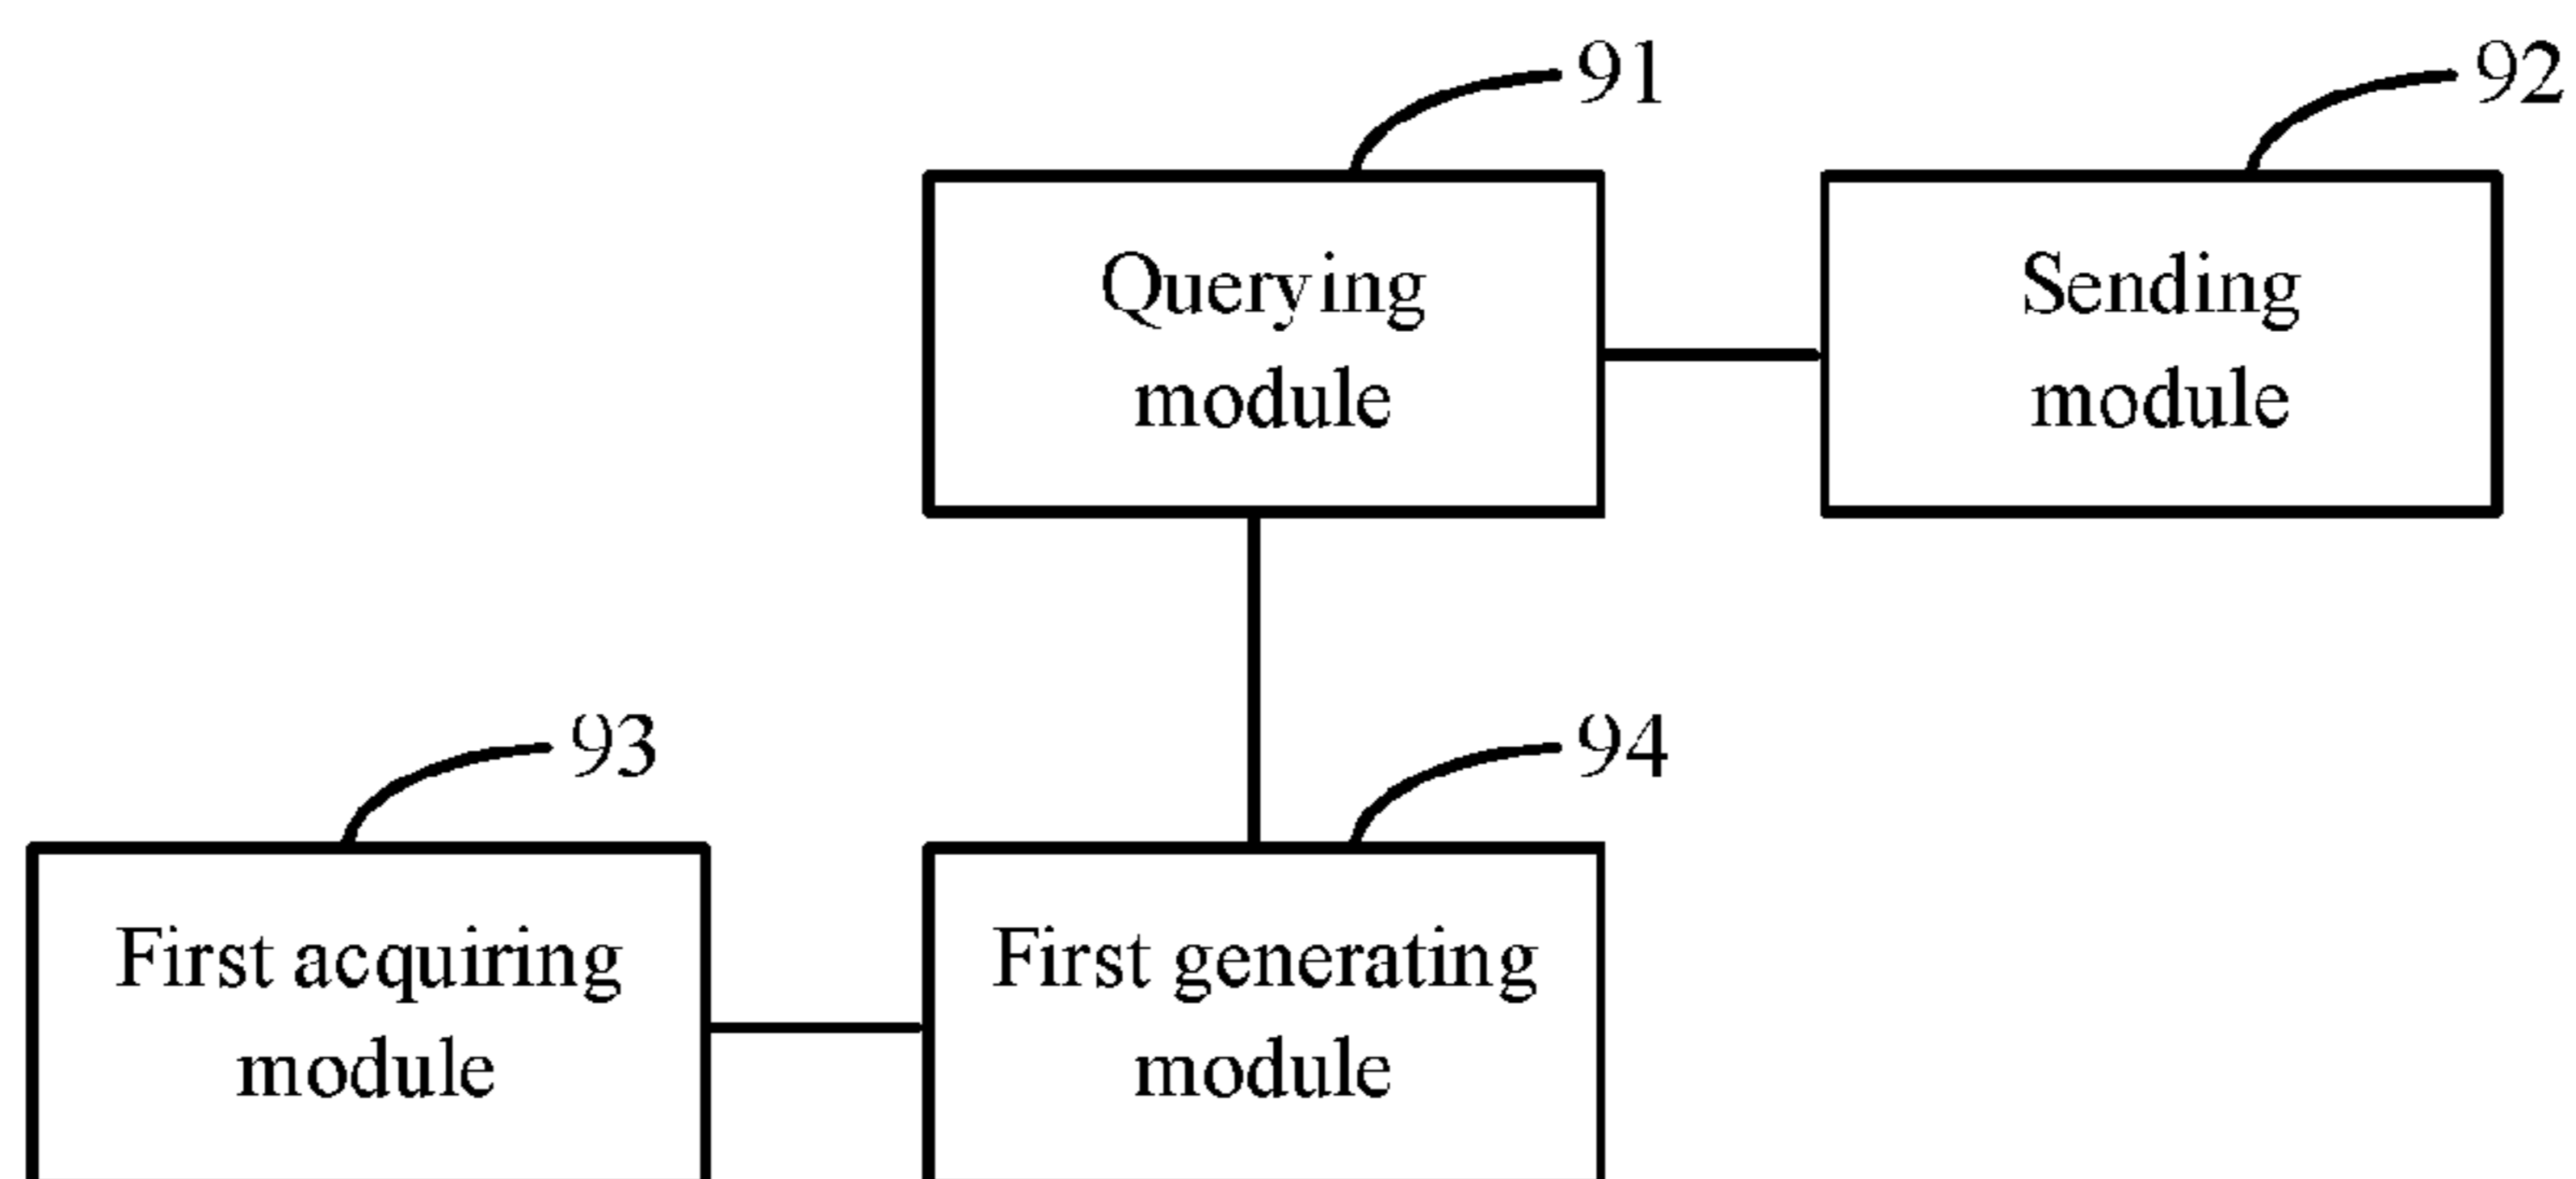 91
92
Querying
module
Sending
module
93
94
First acquiring
module
First generating
module